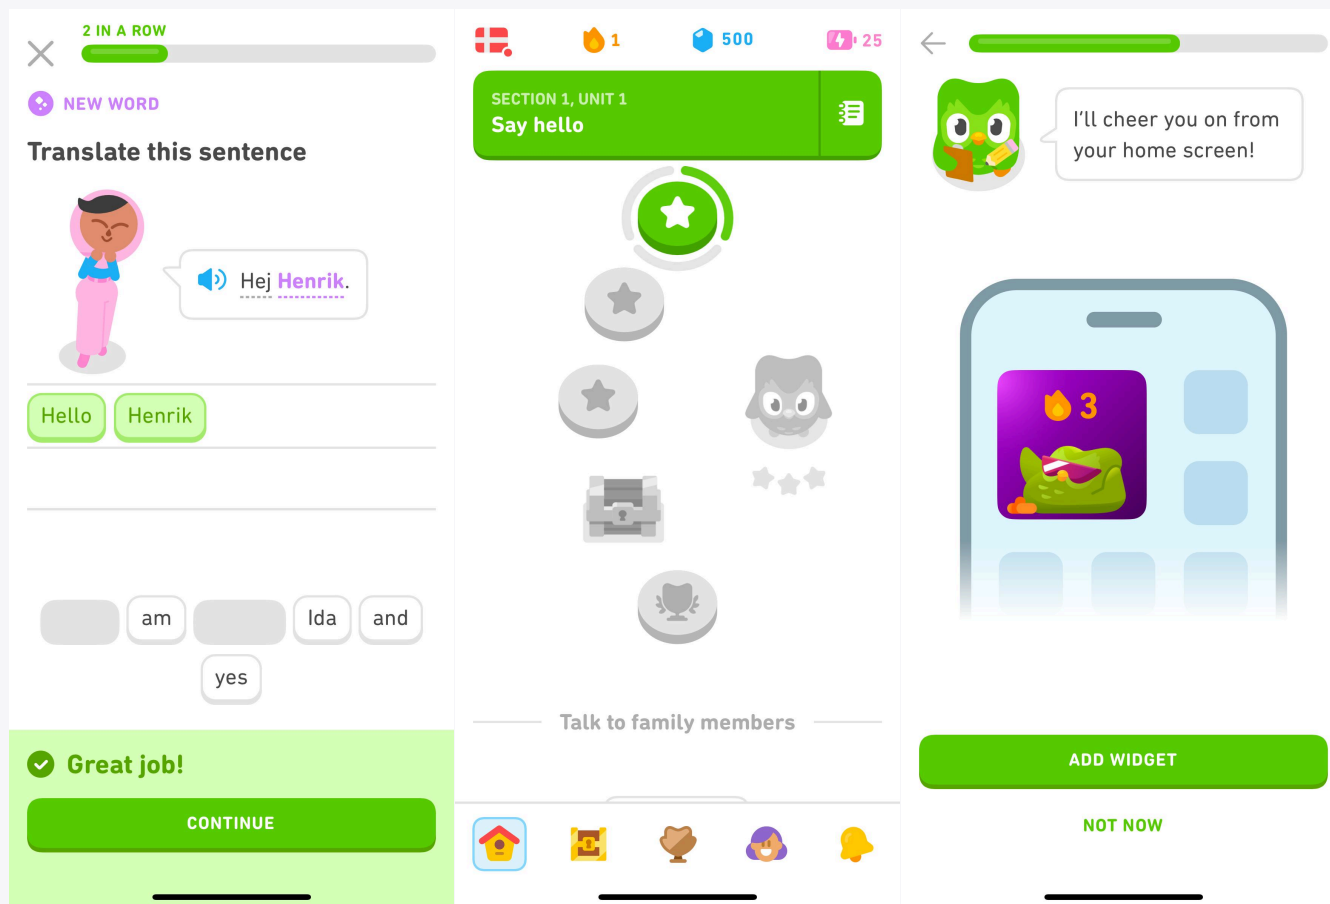 2 IN A ROW
NEW WORD
Translate this sentence
Hej Henrik.
Hello Henrik
am Ida and
yes
Great job!
CONTINUE
1 500 25
SECTION 1, UNIT 1
Say hello
Talk to family members
I'll cheer you on from
your home screen!
3
ADD WIDGET
NOT NOW